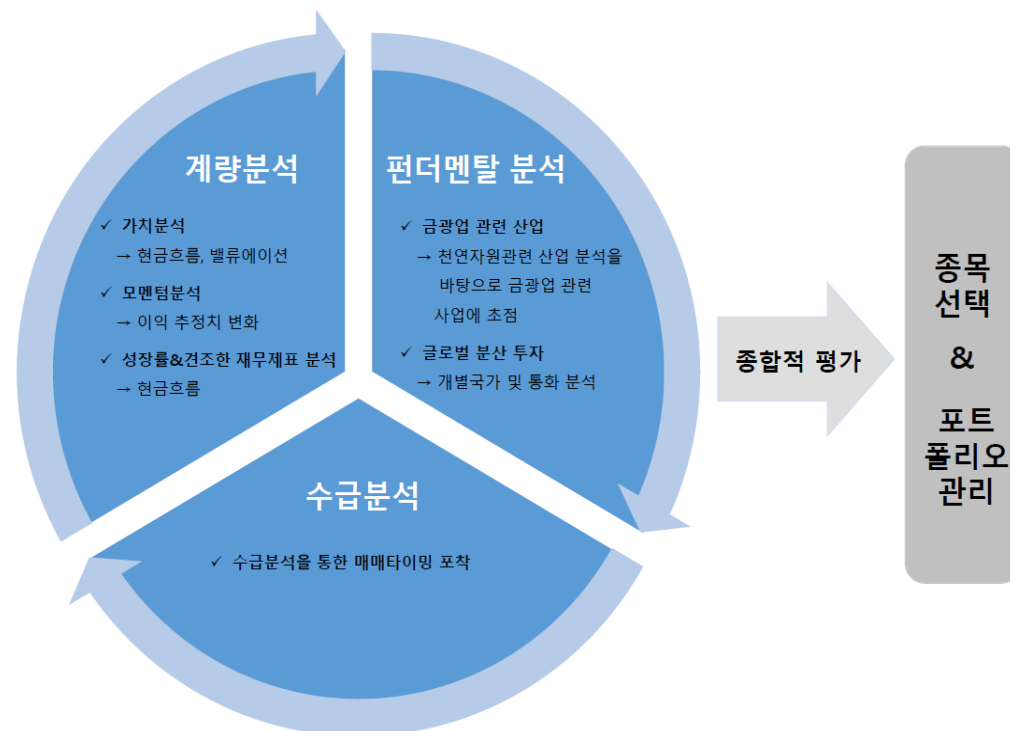 계량분석
✓ 가치분석
→ 현금흐름, 밸류에이션
✓ 모멘텀분석
→ 이익 추정치 변화
✓ 성장률&견조한 재무제표 분석
→ 현금흐름
펀더멘탈 분석
✓ 금광업 관련 산업
→ 천연자원관련 산업 분석을
바탕으로 금광업 관련
사업에 초점
✓ 글로벌 분산 투자
→ 개별국가 및 통화 분석
수급분석
✓ 수급분석을 통한 매매타이밍 포착
종합적 평가
종목
선택
&
포트
폴리오
관리